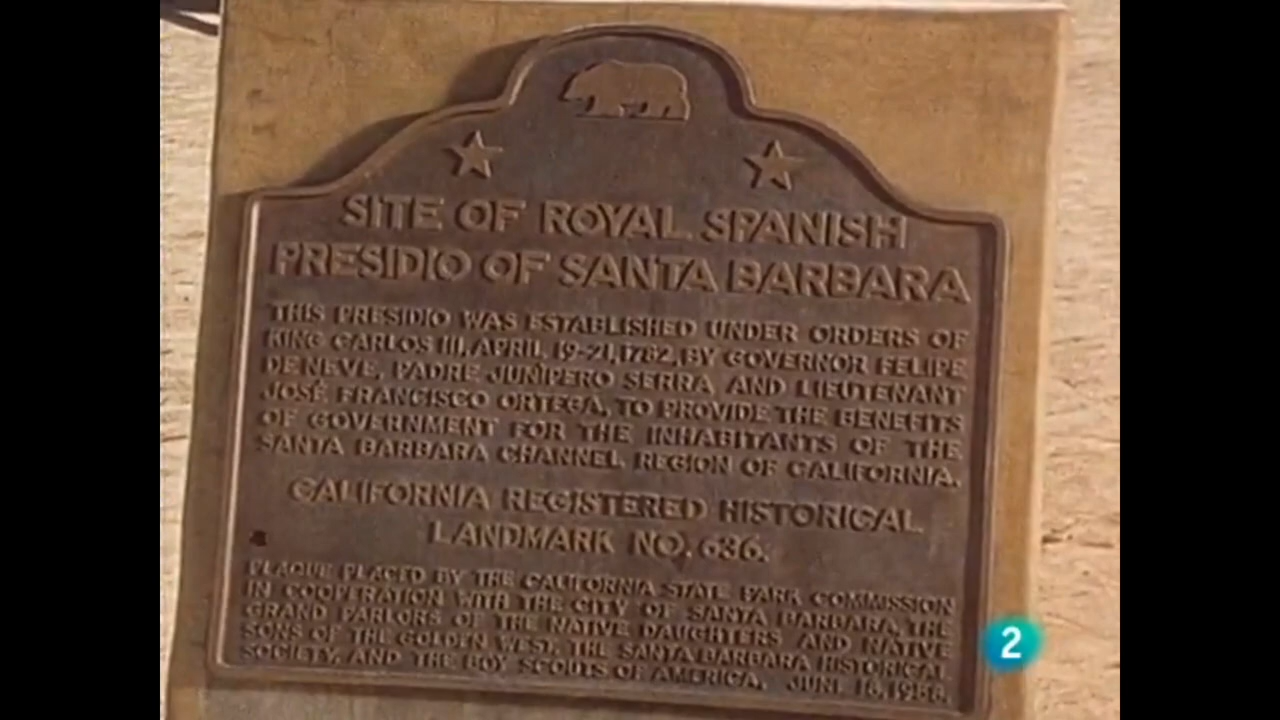 SITE OF ROYAL SPANISH
PRESIDIO OF SANTA BARBARA
THIS PRESIDIO WAS ESTABLISHED UNDER ORDERS OF
KING CARLOS III, APRIL 19-21, 1782, BY GOVERNOR FELIPE
DE NEVE, PADRE JUNIPERO SERRA, AND LIEUTENANT
JOSÉ FRANCISCO ORTEGA, TO PROVIDE THE BENEFITS
OF GOVERNMENT FOR THE INHABITANTS OF THE
SANTA BARBARA CHANNEL REGION OF CALIFORNIA.
CALIFORNIA REGISTERED HISTORICAL
LANDMARK NO. 636.
PLAQUE PLACED BY THE CALIFORNIA STATE PARK COMMISSION
IN COOPERATION WITH THE CITY OF SANTA BARBARA, THE
GRAND PARLORS OF THE NATIVE DAUGHTERS AND NATIVE
SONS OF THE GOLDEN WEST, THE SANTA BARBARA HISTORICAL
SOCIETY, AND THE BOY SCOUTS OF AMERICA. JUNE
2